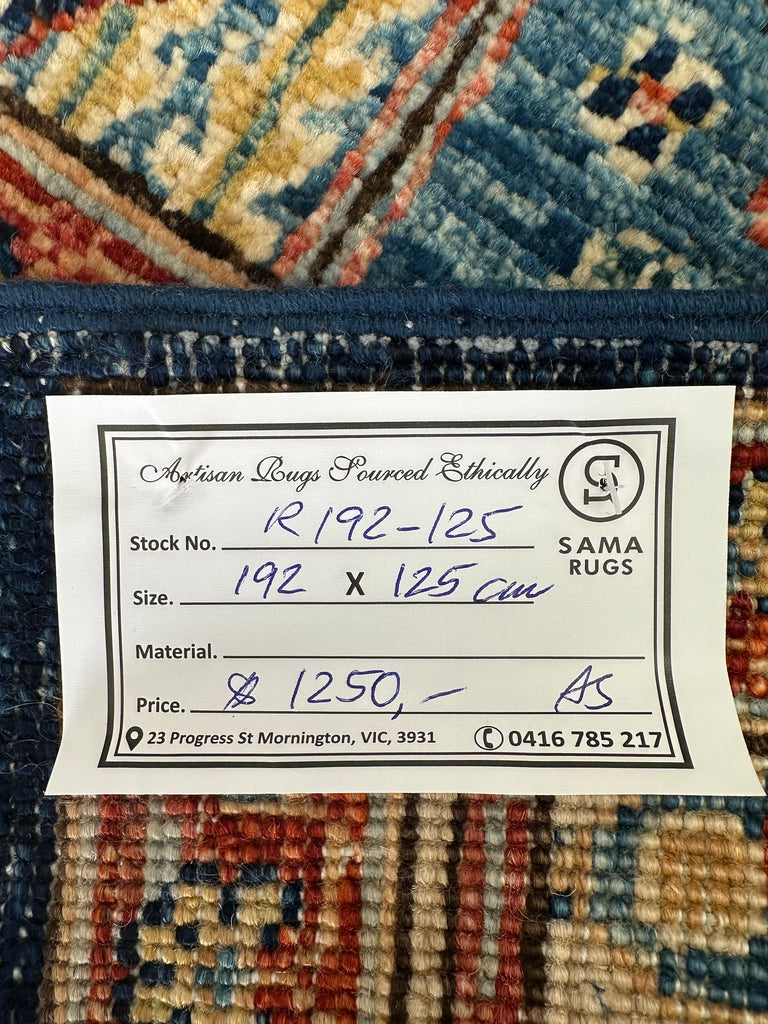 Artisan Rugs Sourced Ethically
SAMA
RUGS
Stock No. R192-125
Size. 192 X 125 cm
Material.
Price. $ 1250,- AS
23 Progress St Mornington, VIC, 3931
0416 785 217